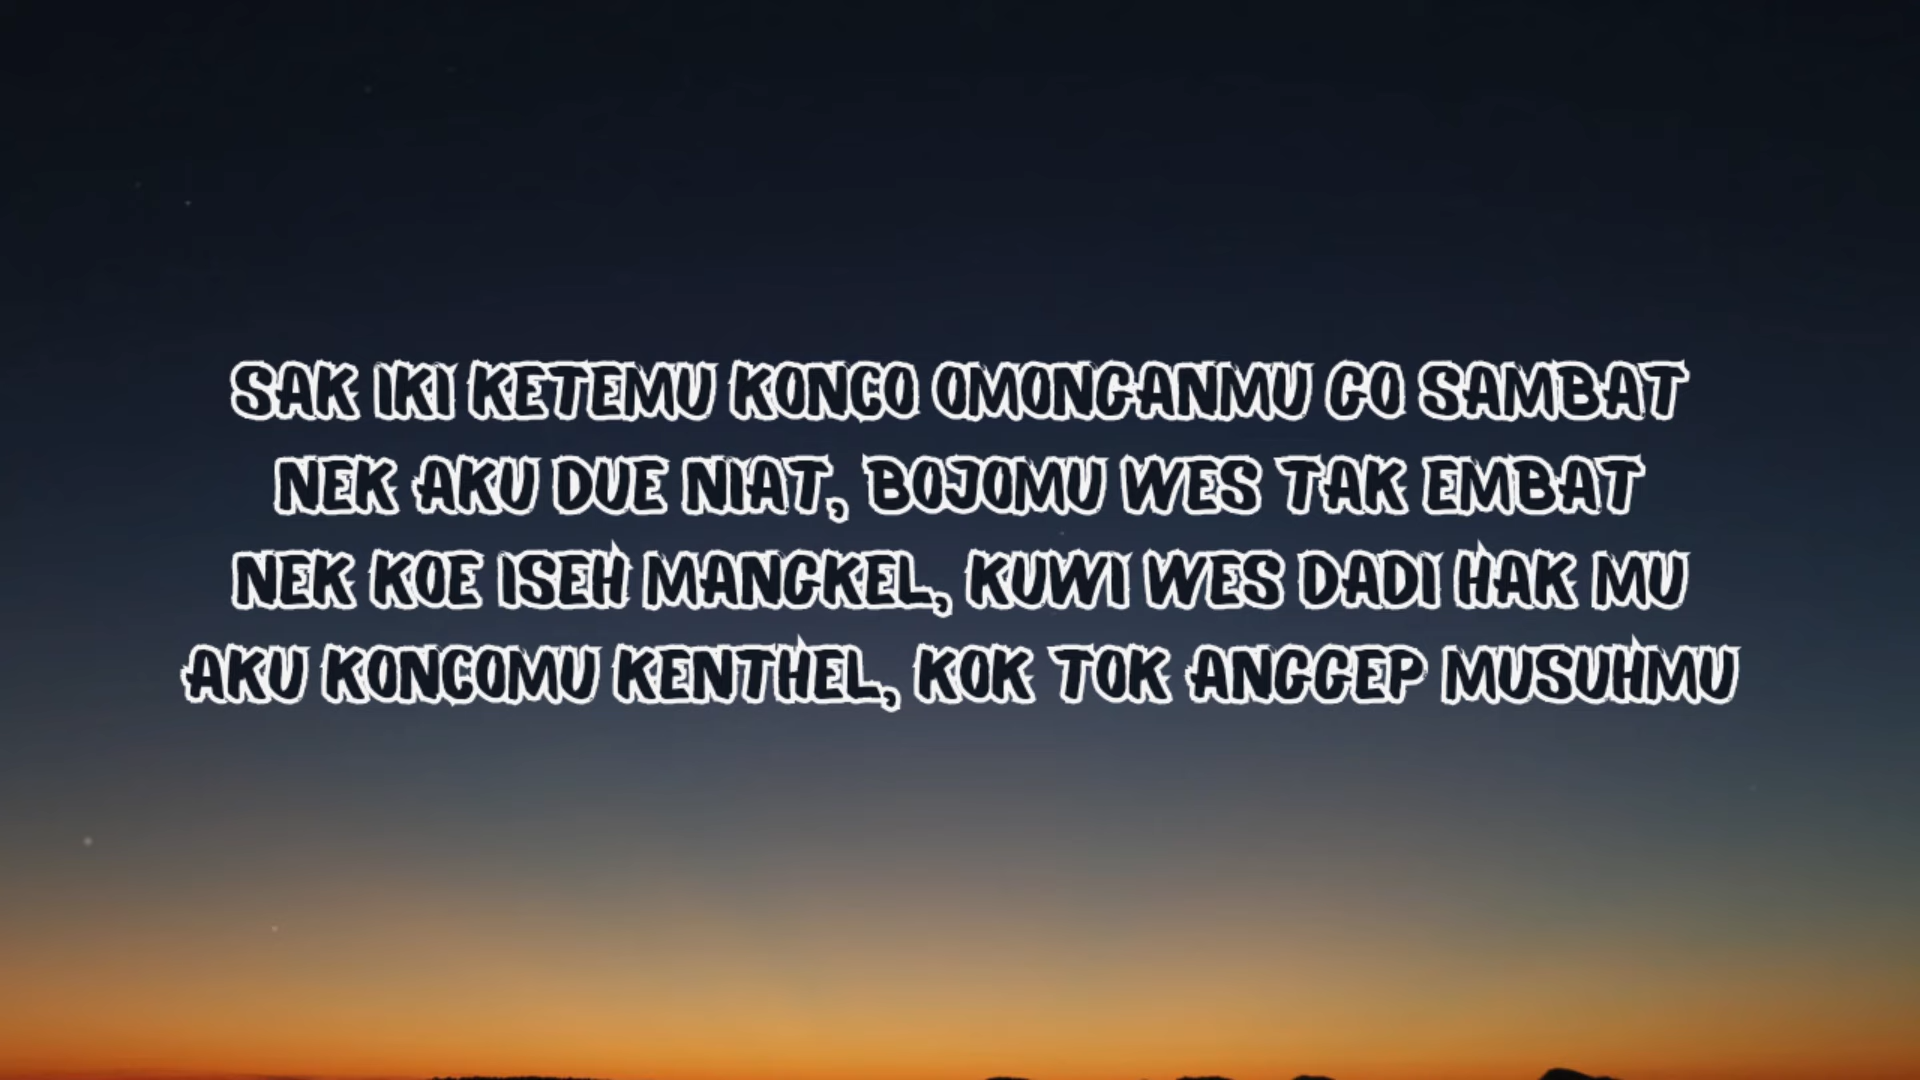 SAK IKI KETEMU KONCO OMONGANMU GO SAMBAT
NEK AKU DUE NIAT, BOJOMU WES TAK EMBAT
NEK KOE ISEH MANGKEL, KUWI WES DADI HAK MU
AKU KONCOMU KENTHEL, KOK TOK ANGGEP MUSUHMU